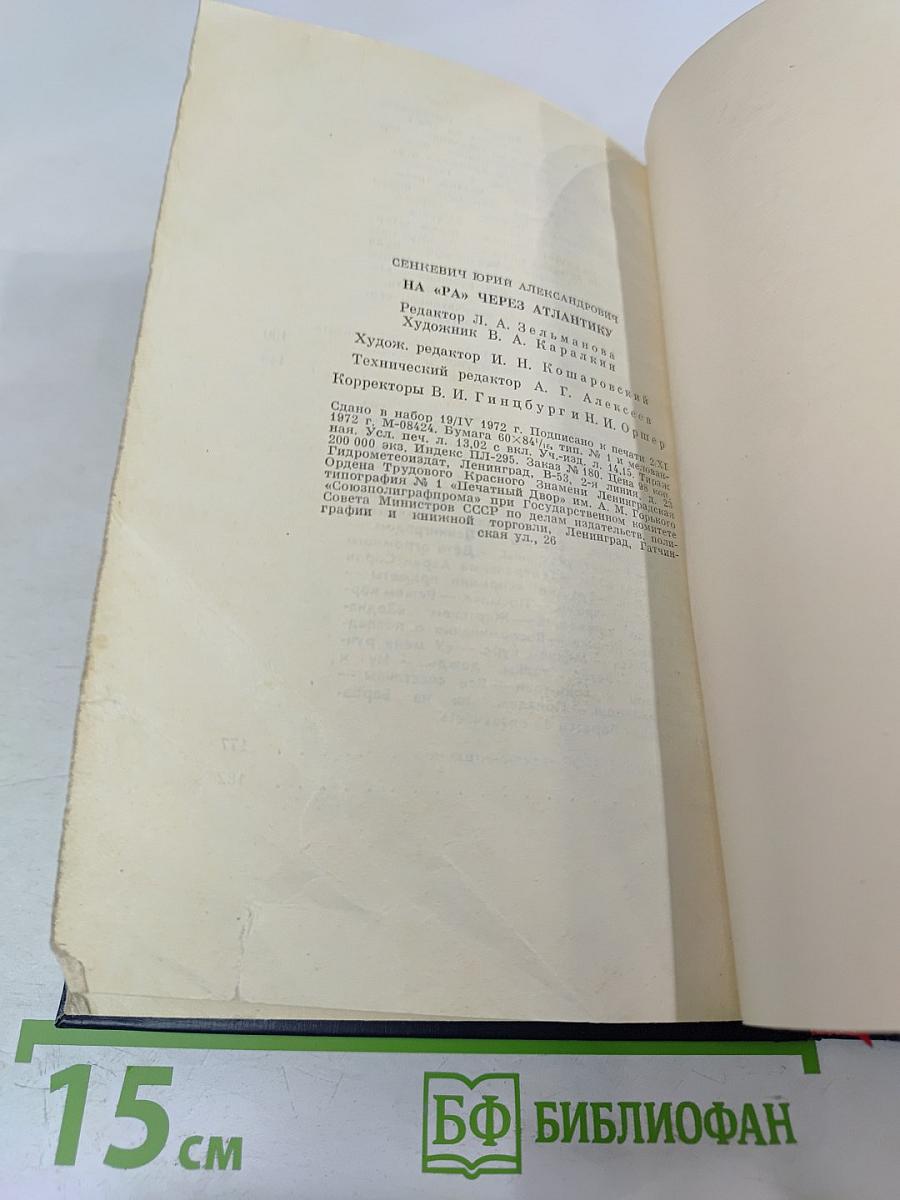 СЕНКЕВИЧ ЮРИЙ АЛЕКСАНДРОВИЧ
НА «РА» ЧЕРЕЗ АТЛАНТИКУ
Редактор Л. А. Зельманова
Художник В. А. Каралкин
Худож. редактор И. Н. Кошаровский
Технический редактор А. Г. Алексеев
Корректоры В. И. Гинцбург и Н. И. Оршер
Сдано в набор 19/IV 1972 г. Подписано к печати 2/XI
1972 г. М-08424. Бумага 60×84¹/₁₆, тип. № 1 и мелован-
ная. Усл. печ. л. 13,02 с вкл. Уч.-изд. л. 14,15. Тираж
200 000 экз. Индекс ПЛ-295. Заказ № 180. Цена 98 коп.
Гидрометеоиздат, Ленинград, В-53, 2-я линия, д. 23
Ордена Трудового Красного Знамени Ленинградская
типография № 1 «Печатный Двор» им. А. М. Горького
«Союзполиграфпрома» при Государственном комитете
Совета Министров СССР по делам издательств, поли-
графии и книжной торговли, Ленинград, Гатчин-
ская ул., 26
15 см
БФ БИБЛИОФАН